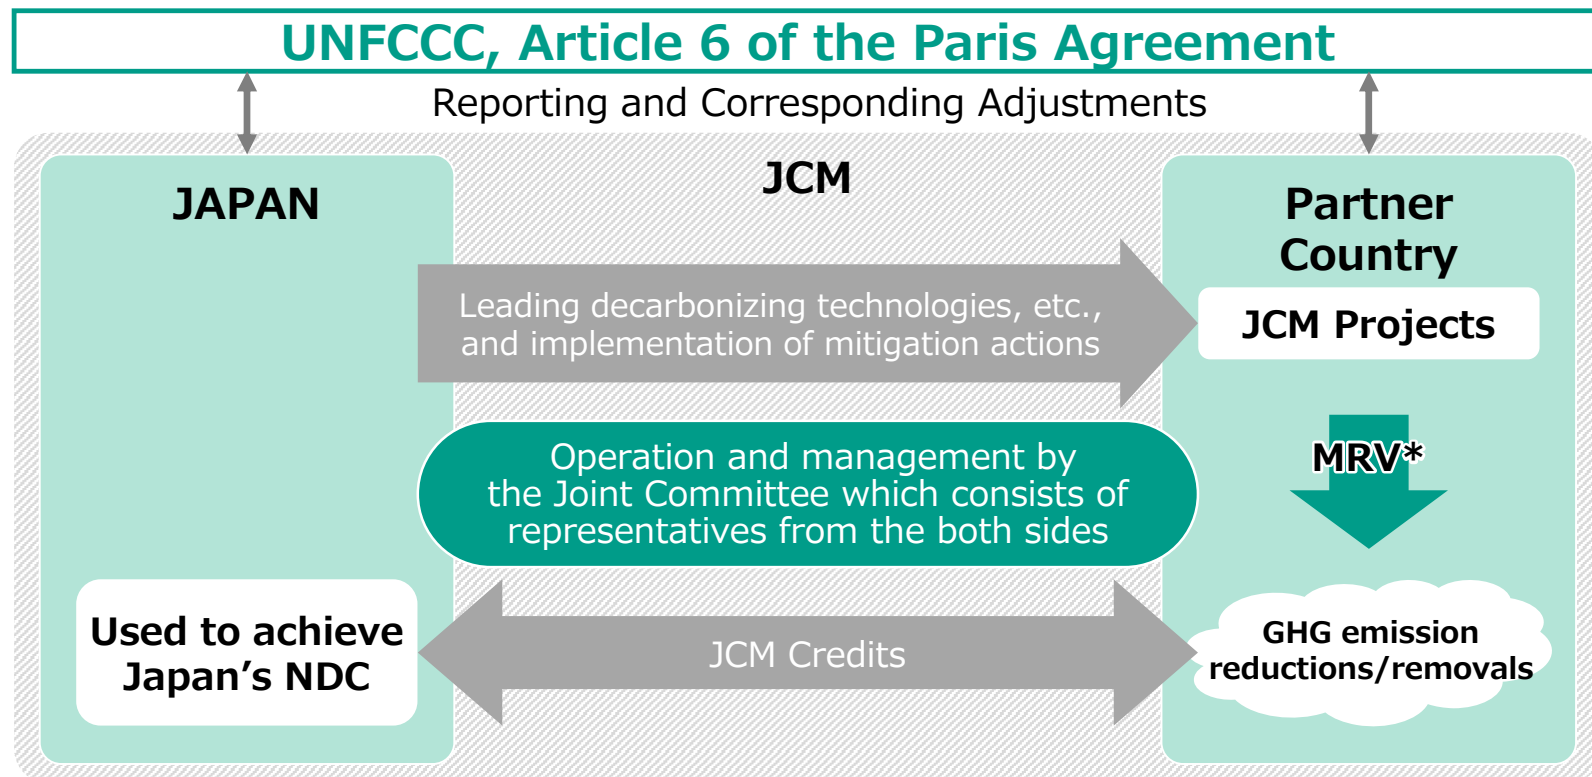 UNFCCC, Article 6 of the Paris Agreement
Reporting and Corresponding Adjustments
JCM
JAPAN
Partner
Country
Leading decarbonizing technologies, etc.,
and implementation of mitigation actions
JCM Projects
MRV*
Operation and management by
the Joint Committee which consists of
representatives from the both sides
Used to achieve
Japan’s NDC
JCM Credits
GHG emission
reductions/removals